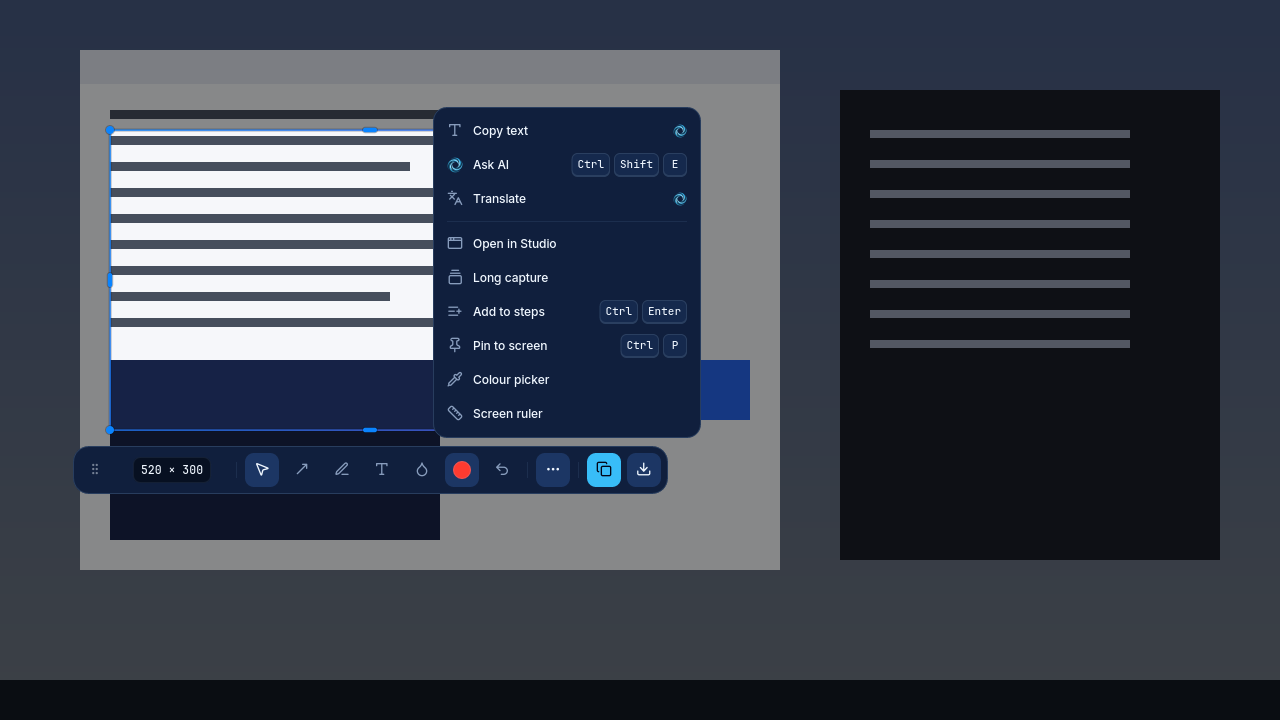 Copy text
Ask AI Ctrl Shift E
Translate
Open in Studio
Long capture
Add to steps Ctrl Enter
Pin to screen Ctrl P
Colour picker
Screen ruler
520 × 300